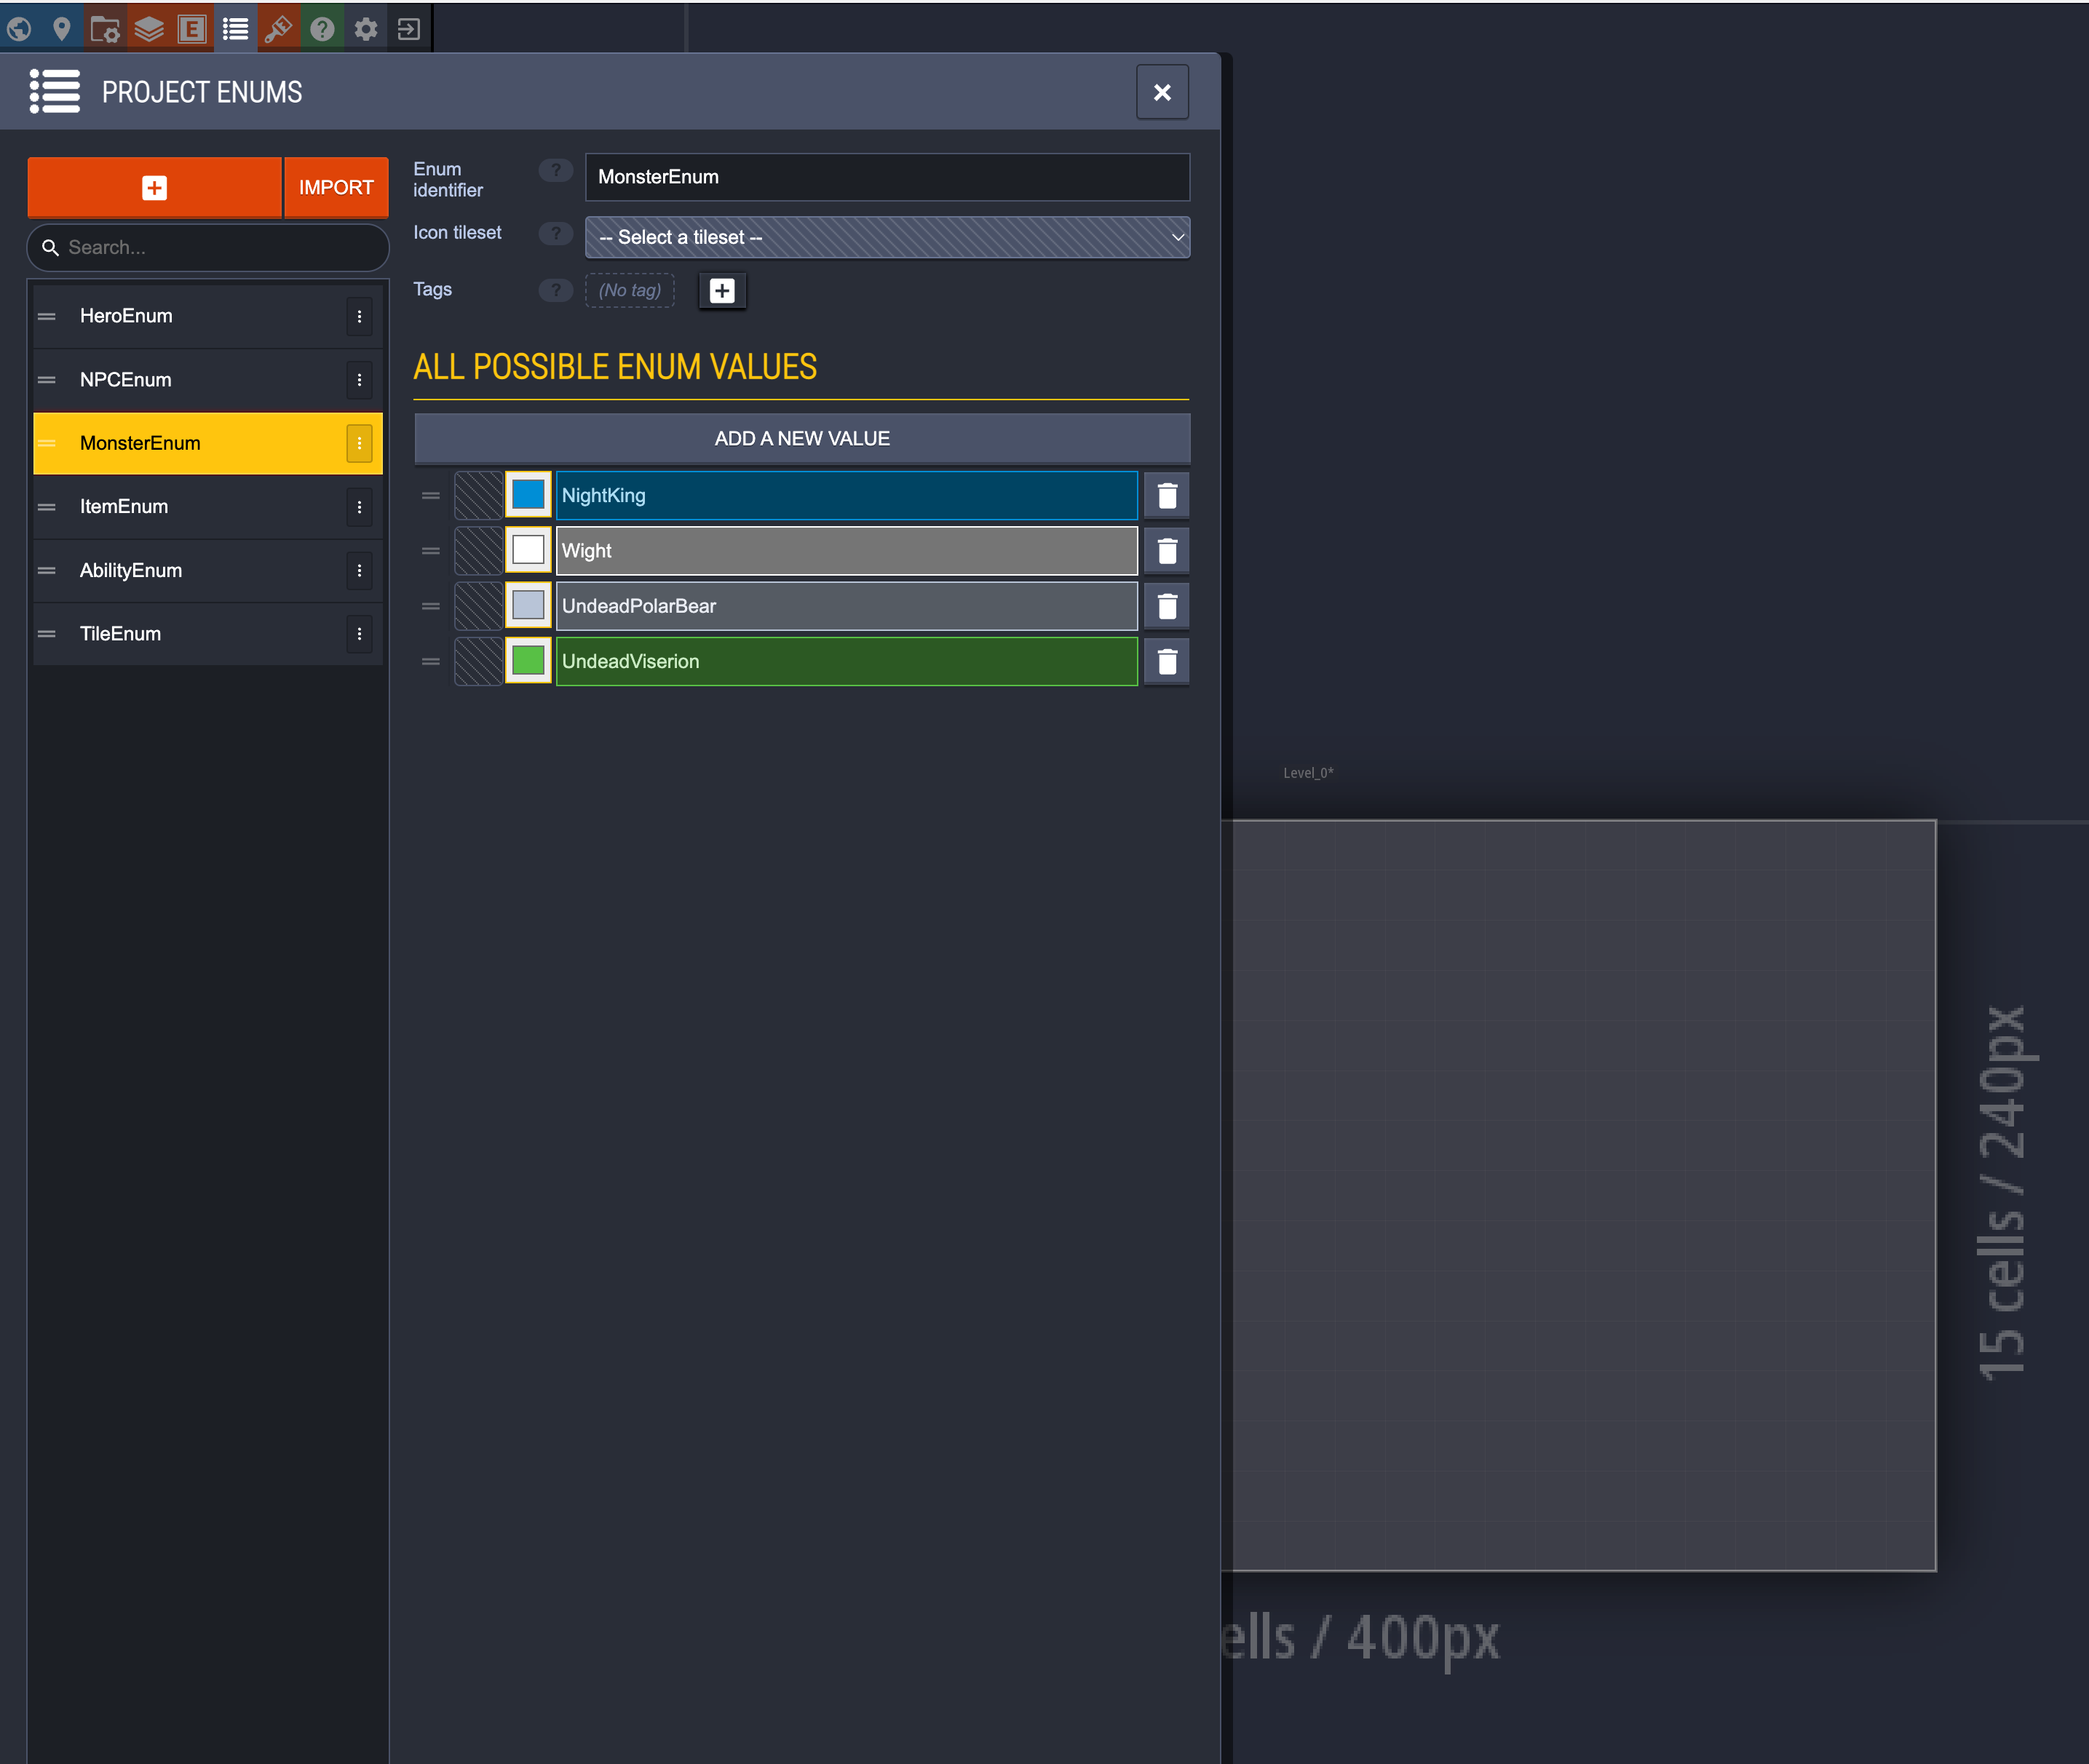 E
?
PROJECT ENUMS
IMPORT
Search...
HeroEnum
NPCEnum
MonsterEnum
ItemEnum
AbilityEnum
TileEnum
Enum
identifier
?
MonsterEnum
Icon tileset
?
-- Select a tileset --
Tags
?
(No tag)
ALL POSSIBLE ENUM VALUES
ADD A NEW VALUE
NightKing
Wight
UndeadPolarBear
UndeadViserion
Level_0*
15 cells / 240px
ells / 400px